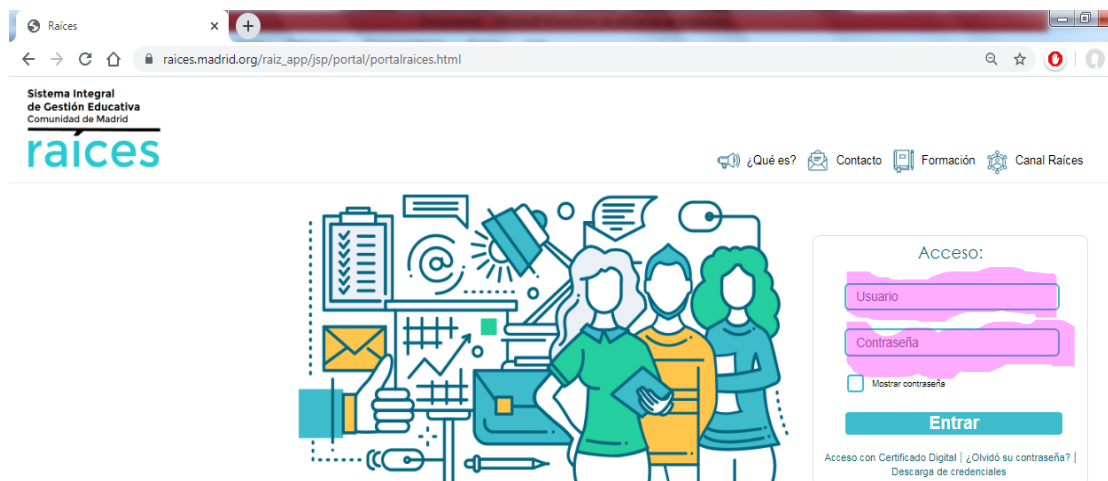 Raíces
raices.madrid.org/raiz_app/jsp/portal/portalraices.html
Sistema Integral
de Gestión Educativa
Comunidad de Madrid
raíces
¿Qué es? Contacto Formación Canal Raíces
Acceso:
Usuario
Contraseña
Mostrar contraseña
Entrar
Acceso con Certificado Digital | ¿Olvidó su contraseña? |
Descarga de credenciales